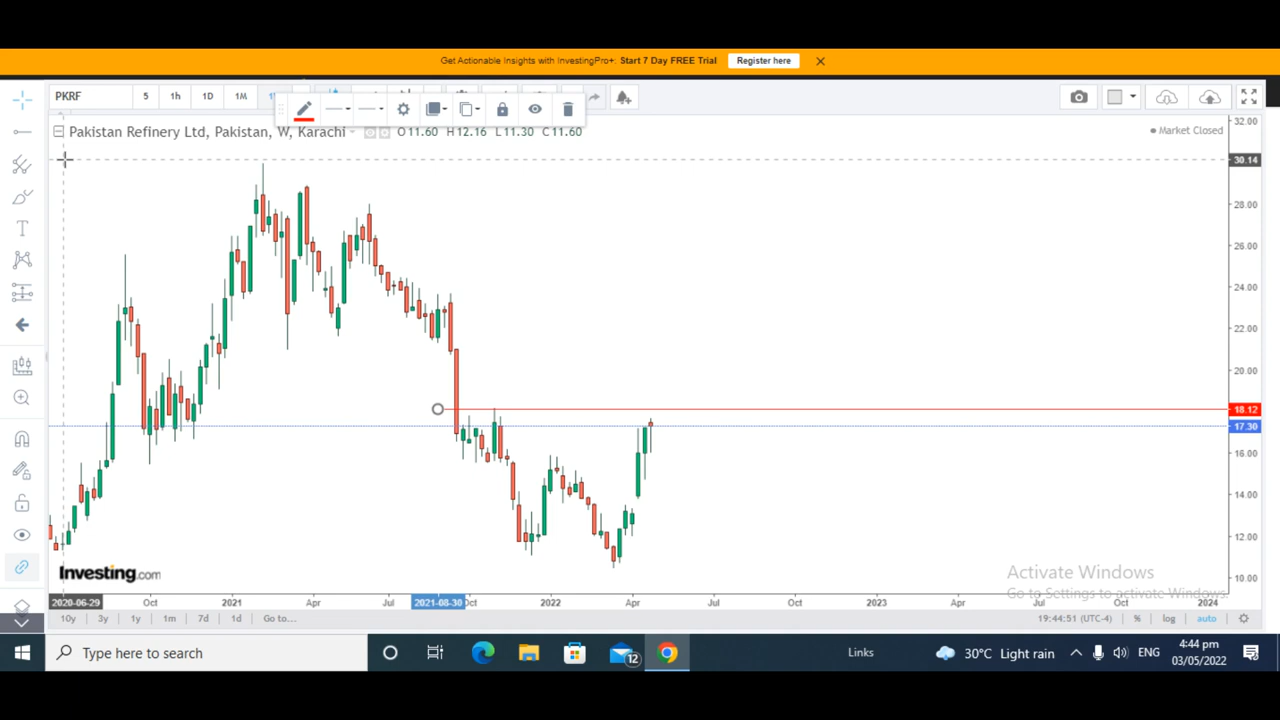 Get Actionable Insights with InvestingPro+: Start 7 Day FREE Trial Register here
PKRF 5 1h 1D 1M
Pakistan Refinery Ltd, Pakistan, W, Karachi O11.60 H12.16 L11.30 C11.60
Market Closed
32.00
30.14
28.00
26.00
24.00
22.00
20.00
18.12
17.30
16.00
14.00
12.00
10.00
Investing.com
Activate Windows
Go to Settings to activate Windows.
2020-06-29 Oct 2021 Apr Jul 2021-08-30 Oct 2022 Apr Jul Oct 2023 Apr Jul Oct 2024
10y 3y 1y 1m 7d 1d Go to... 19:44:51 (UTC-4) % log auto
Type here to search 12 Links 30°C Light rain ENG 4:44 pm
03/05/2022